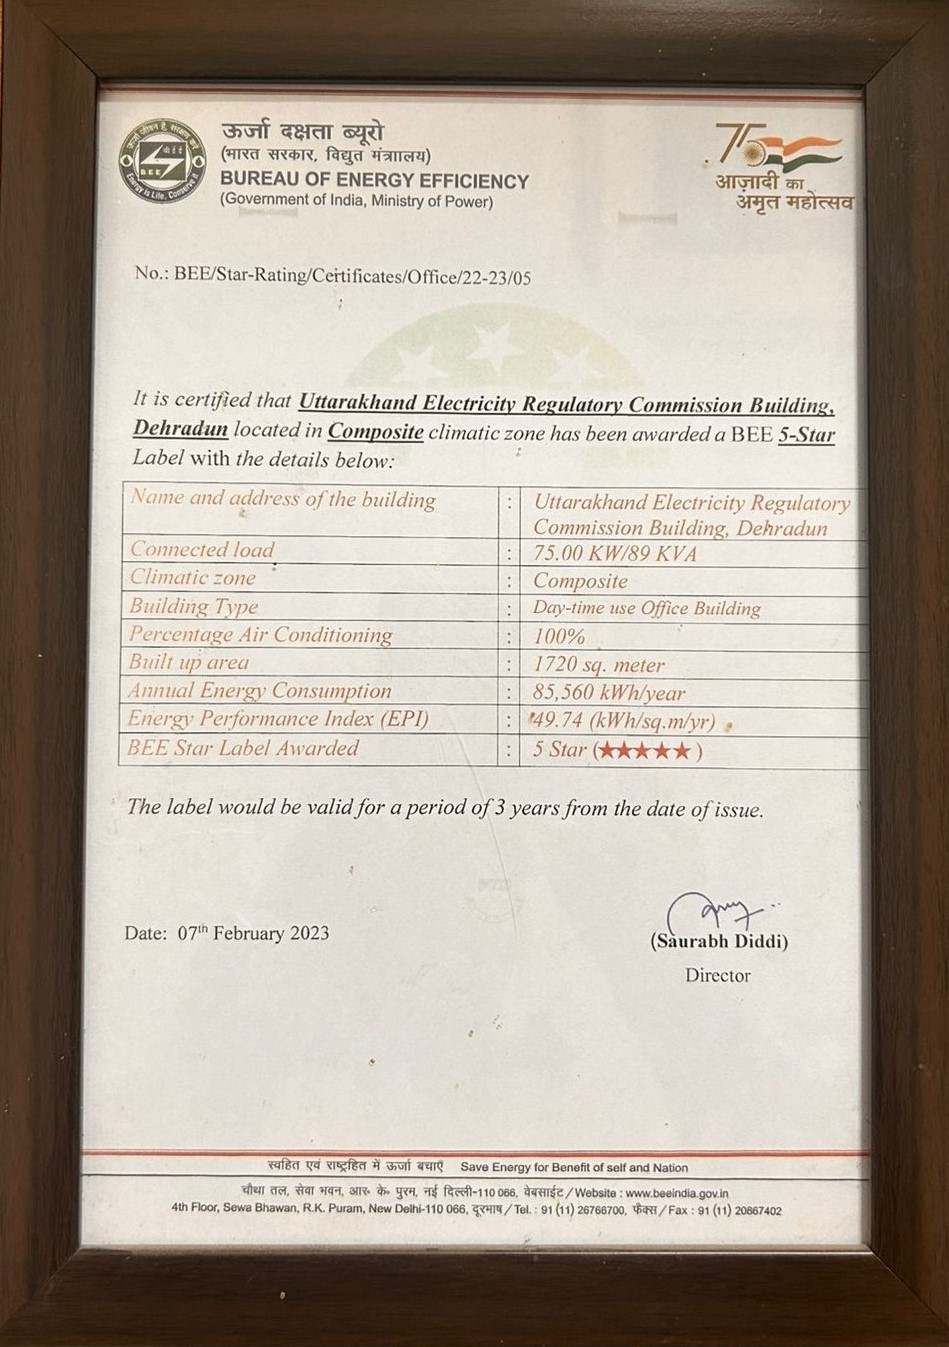 ऊर्जा दक्षता ब्यूरो
(भारत सरकार, विद्युत मंत्राालय)
BUREAU OF ENERGY EFFICIENCY
(Government of India, Ministry of Power)
75
आज़ादी का
अमृत महोत्सव
BEE
Energy is Life, Conserve it
No.: BEE/Star-Rating/Certificates/Office/22-23/05
It is certified that Uttarakhand Electricity Regulatory Commission Building,
Dehradun located in Composite climatic zone has been awarded a BEE 5-Star
Label with the details below:
Name and address of the building : Uttarakhand Electricity Regulatory
Commission Building, Dehradun
Connected load : 75.00 KW/89 KVA
Climatic zone : Composite
Building Type : Day-time use Office Building
Percentage Air Conditioning : 100%
Built up area : 1720 sq. meter
Annual Energy Consumption : 85,560 kWh/year
Energy Performance Index (EPI) : 49.74 (kWh/sq.m/yr)
BEE Star Label Awarded : 5 Star (★★★★★)
The label would be valid for a period of 3 years from the date of issue.
Date: 07th February 2023
(Saurabh Diddi)
Director
स्वहित एवं राष्ट्रहित में ऊर्जा बचाएँ Save Energy for Benefit of self and Nation
चौथा तल, सेवा भवन, आर॰ के॰ पुरम, नई दिल्ली-110 066, वेबसाईट / Website : www.beeindia.gov.in
4th Floor, Sewa Bhawan, R.K. Puram, New Delhi-110 066, दूरभाष / Tel. : 91 (11) 26766700, फैक्स / Fax : 91 (11) 20867402